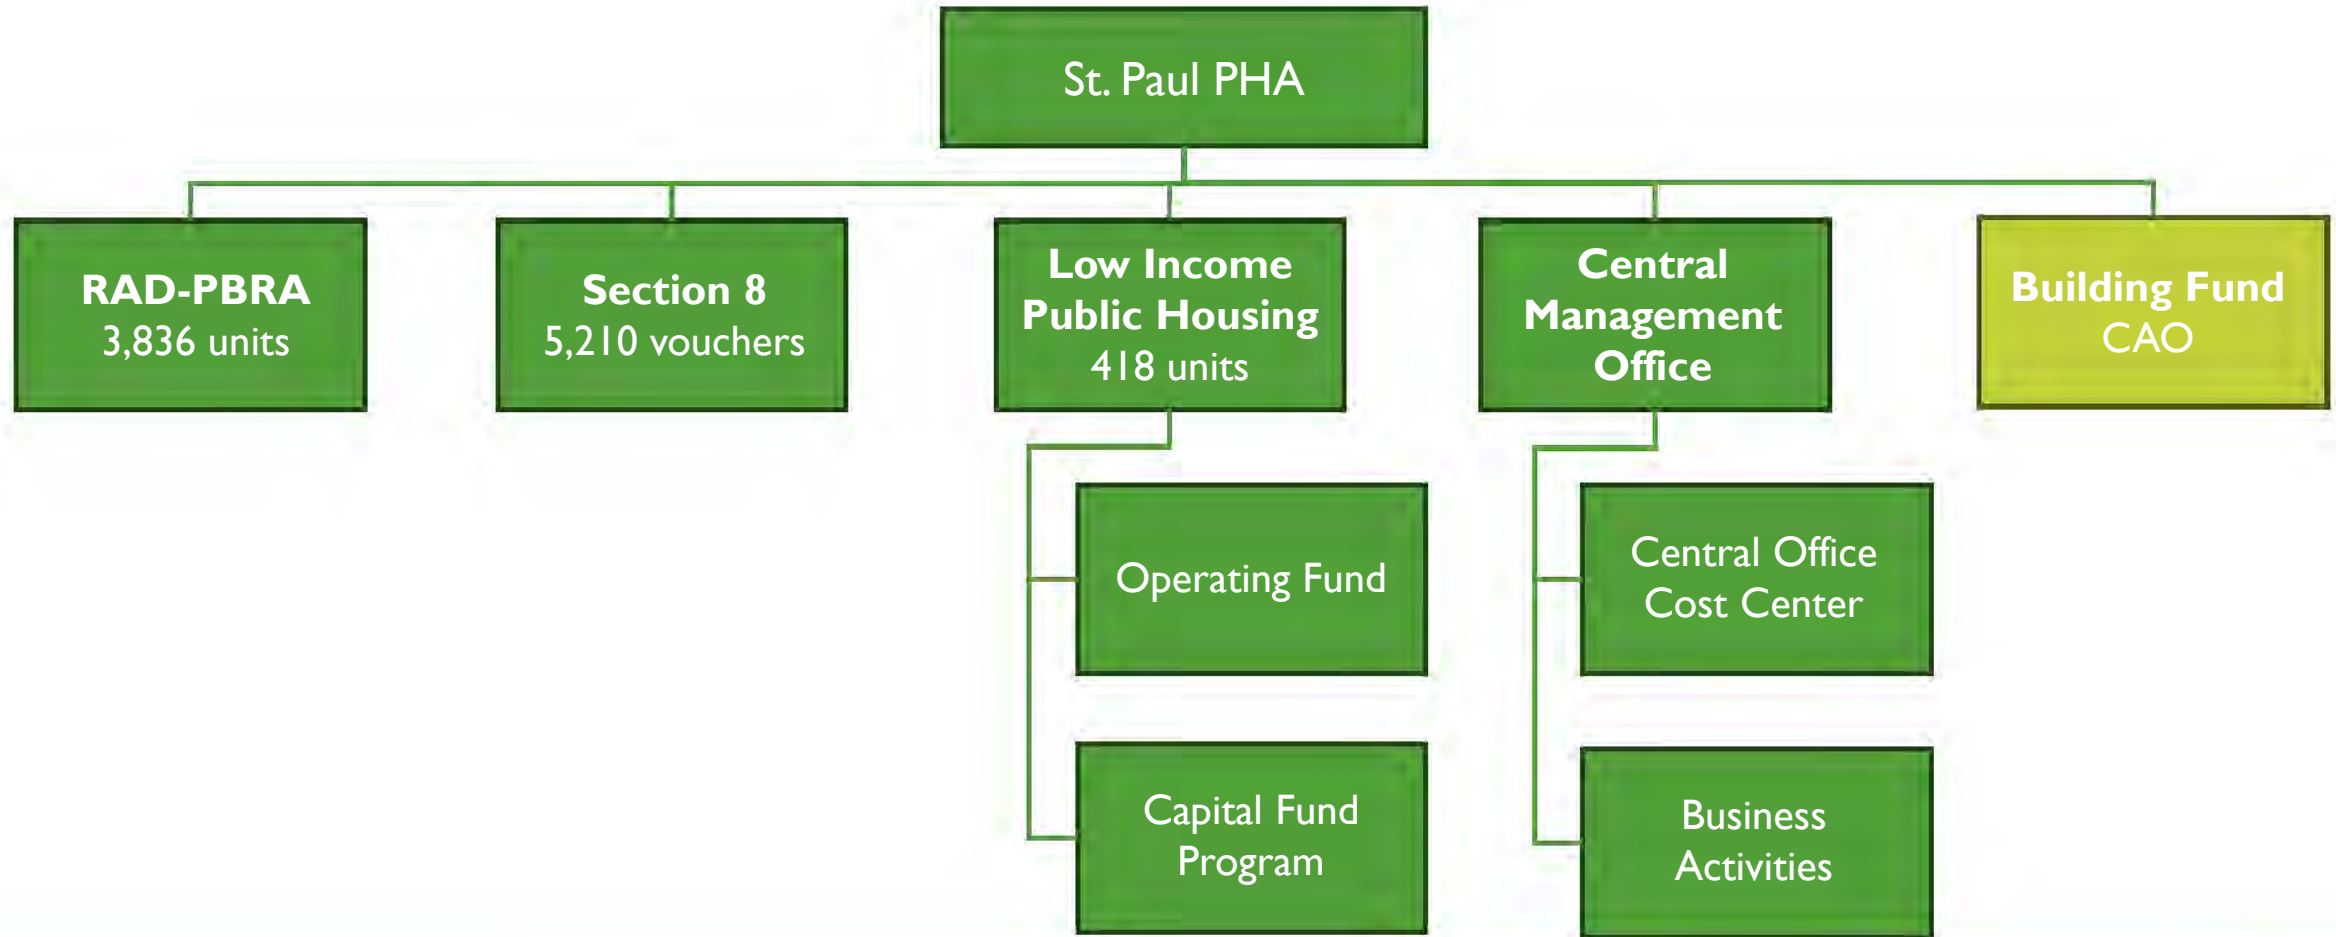 St. Paul PHA
RAD-PBRA
3,836 units
Section 8
5,210 vouchers
Low Income
Public Housing
418 units
Central
Management
Office
Building Fund
CAO
Operating Fund
Central Office
Cost Center
Capital Fund
Program
Business
Activities